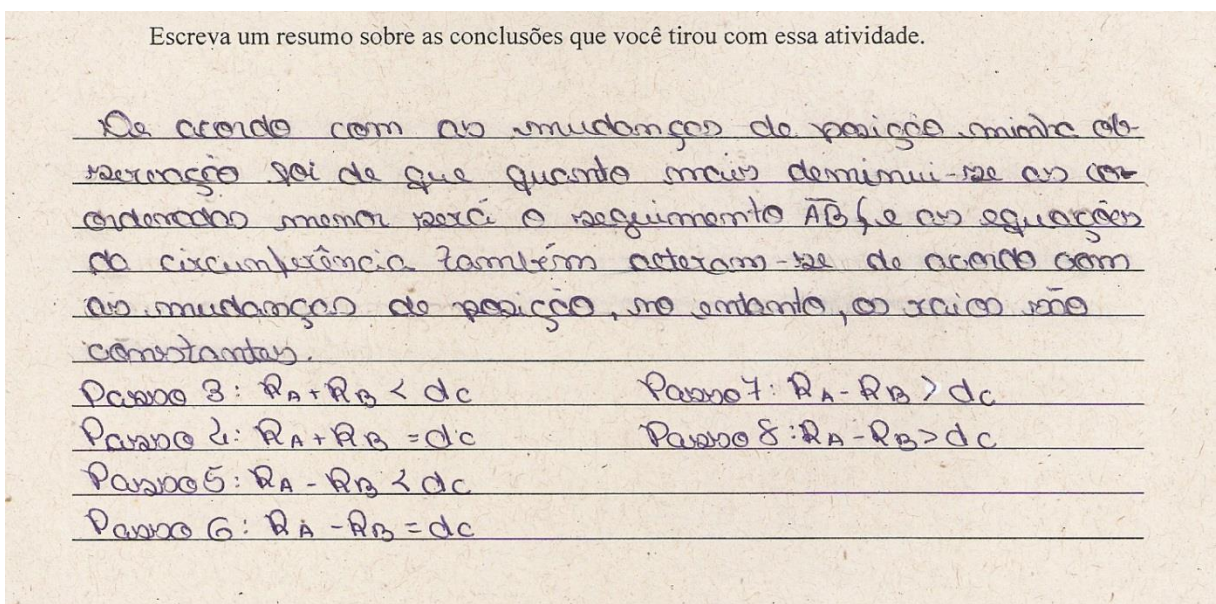 Escreva um resumo sobre as conclusões que você tirou com essa atividade.
De acordo com as mudanças de posição minha ob-
servação foi de que quanto mais deminui-se as co-
ordenadas menor será o seguimento AB, e as equações
da circunferência também acteram-se de acordo com
as mudanças de posição, no entanto, os raios são
constantes.
Passo 3: RA + RB < dc
Passo 7: RA - RB > dc
Passo 4: RA + RB = dc
Passo 8: RA - RB > dc
Passo 5: RA - RB < dc
Passo 6: RA - RB = dc